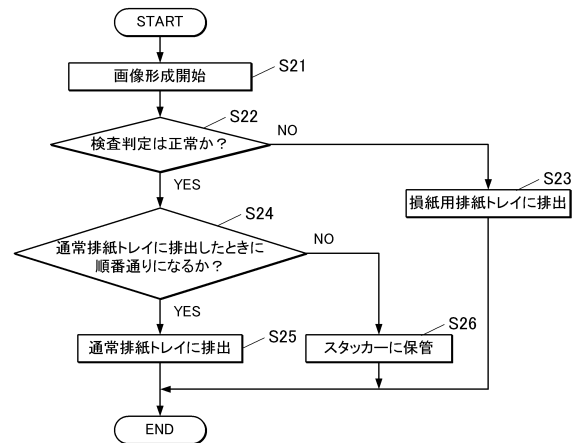 START
S21
画像形成開始
S22
検査判定は正常か？
NO
YES
S23
損紙用排紙トレイに排出
S24
通常排紙トレイに排出したときに
順番通りになるか？
NO
YES
S25
通常排紙トレイに排出
S26
スタッカーに保管
END